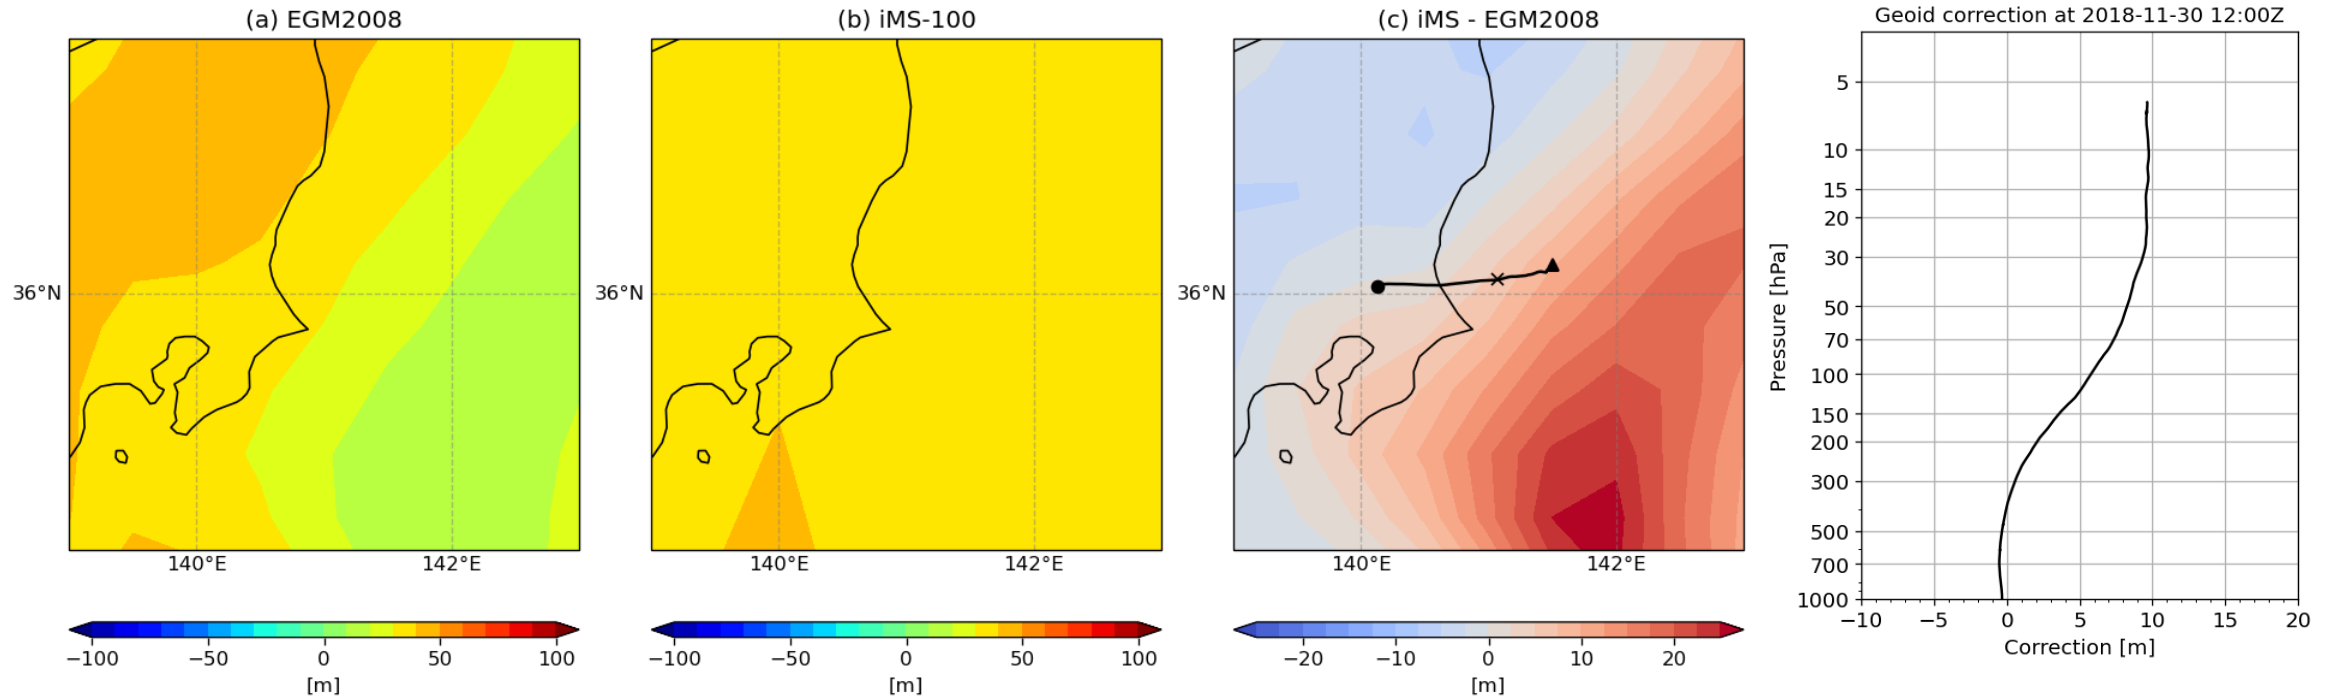 (a) EGM2008
36°N
140°E 142°E
−100 −50 0 50 100
[m]
(b) iMS-100
36°N
140°E 142°E
−100 −50 0 50 100
[m]
(c) iMS - EGM2008
36°N
140°E 142°E
−20 −10 0 10 20
[m]
Geoid correction at 2018-11-30 12:00Z
Pressure [hPa]
5
10
15
20
30
50
70
100
150
200
300
500
700
1000
−10 −5 0 5 10 15 20
Correction [m]